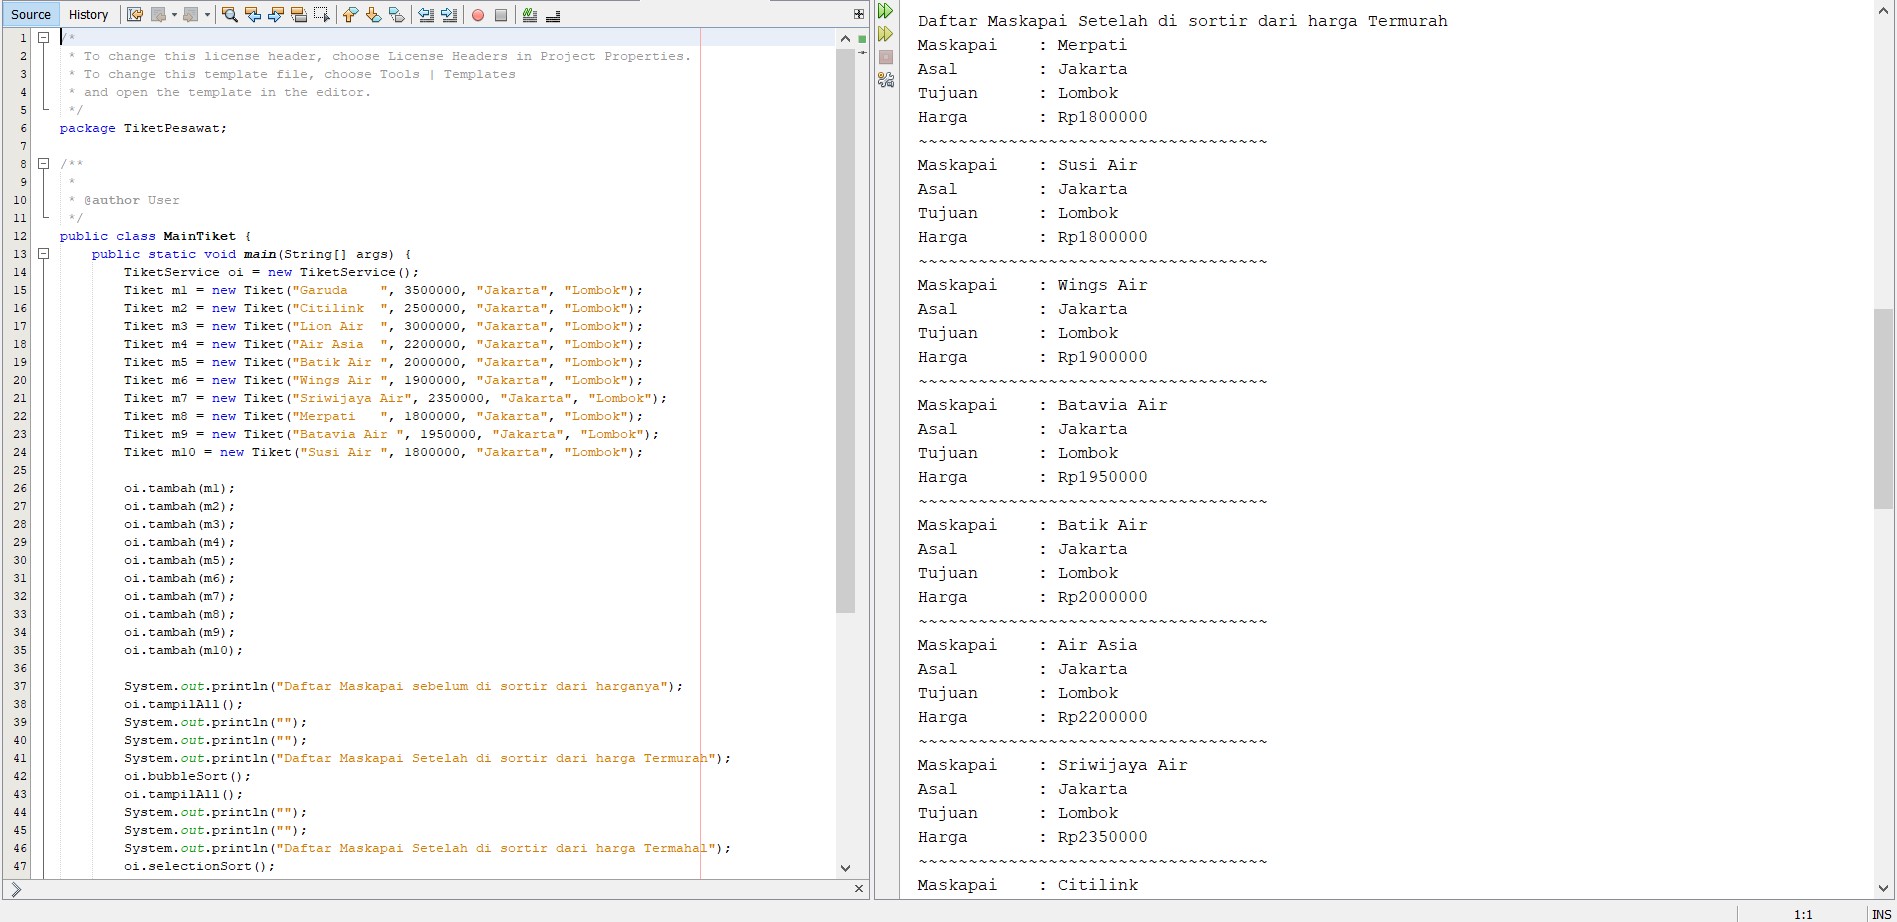 Source History
1 /*
2  * To change this license header, choose License Headers in Project Properties.
3  * To change this template file, choose Tools | Templates
4  * and open the template in the editor.
5  */
6 package TiketPesawat;
7
8 /**
9  *
10  * @author User
11  */
12 public class MainTiket {
13     public static void main(String[] args) {
14         TiketService oi = new TiketService();
15         Tiket m1 = new Tiket("Garuda    ", 3500000, "Jakarta", "Lombok");
16         Tiket m2 = new Tiket("Citilink  ", 2500000, "Jakarta", "Lombok");
17         Tiket m3 = new Tiket("Lion Air  ", 3000000, "Jakarta", "Lombok");
18         Tiket m4 = new Tiket("Air Asia  ", 2200000, "Jakarta", "Lombok");
19         Tiket m5 = new Tiket("Batik Air ", 2000000, "Jakarta", "Lombok");
20         Tiket m6 = new Tiket("Wings Air ", 1900000, "Jakarta", "Lombok");
21         Tiket m7 = new Tiket("Sriwijaya Air", 2350000, "Jakarta", "Lombok");
22         Tiket m8 = new Tiket("Merpati   ", 1800000, "Jakarta", "Lombok");
23         Tiket m9 = new Tiket("Batavia Air ", 1950000, "Jakarta", "Lombok");
24         Tiket m10 = new Tiket("Susi Air ", 1800000, "Jakarta", "Lombok");
25
26         oi.tambah(m1);
27         oi.tambah(m2);
28         oi.tambah(m3);
29         oi.tambah(m4);
30         oi.tambah(m5);
31         oi.tambah(m6);
32         oi.tambah(m7);
33         oi.tambah(m8);
34         oi.tambah(m9);
35         oi.tambah(m10);
36
37         System.out.println("Daftar Maskapai sebelum di sortir dari harganya");
38         oi.tampilAll();
39         System.out.println("");
40         System.out.println("");
41         System.out.println("Daftar Maskapai Setelah di sortir dari harga Termurah");
42         oi.bubbleSort();
43         oi.tampilAll();
44         System.out.println("");
45         System.out.println("");
46         System.out.println("Daftar Maskapai Setelah di sortir dari harga Termahal");
47         oi.selectionSort();
Daftar Maskapai Setelah di sortir dari harga Termurah
Maskapai    : Merpati
Asal        : Jakarta
Tujuan      : Lombok
Harga       : Rp1800000
~~~~~~~~~~~~~~~~~~~~~~~~~~~~~~~~~~~
Maskapai    : Susi Air
Asal        : Jakarta
Tujuan      : Lombok
Harga       : Rp1800000
~~~~~~~~~~~~~~~~~~~~~~~~~~~~~~~~~~~
Maskapai    : Wings Air
Asal        : Jakarta
Tujuan      : Lombok
Harga       : Rp1900000
~~~~~~~~~~~~~~~~~~~~~~~~~~~~~~~~~~~
Maskapai    : Batavia Air
Asal        : Jakarta
Tujuan      : Lombok
Harga       : Rp1950000
~~~~~~~~~~~~~~~~~~~~~~~~~~~~~~~~~~~
Maskapai    : Batik Air
Asal        : Jakarta
Tujuan      : Lombok
Harga       : Rp2000000
~~~~~~~~~~~~~~~~~~~~~~~~~~~~~~~~~~~
Maskapai    : Air Asia
Asal        : Jakarta
Tujuan      : Lombok
Harga       : Rp2200000
~~~~~~~~~~~~~~~~~~~~~~~~~~~~~~~~~~~
Maskapai    : Sriwijaya Air
Asal        : Jakarta
Tujuan      : Lombok
Harga       : Rp2350000
~~~~~~~~~~~~~~~~~~~~~~~~~~~~~~~~~~~
Maskapai    : Citilink
1:1 INS